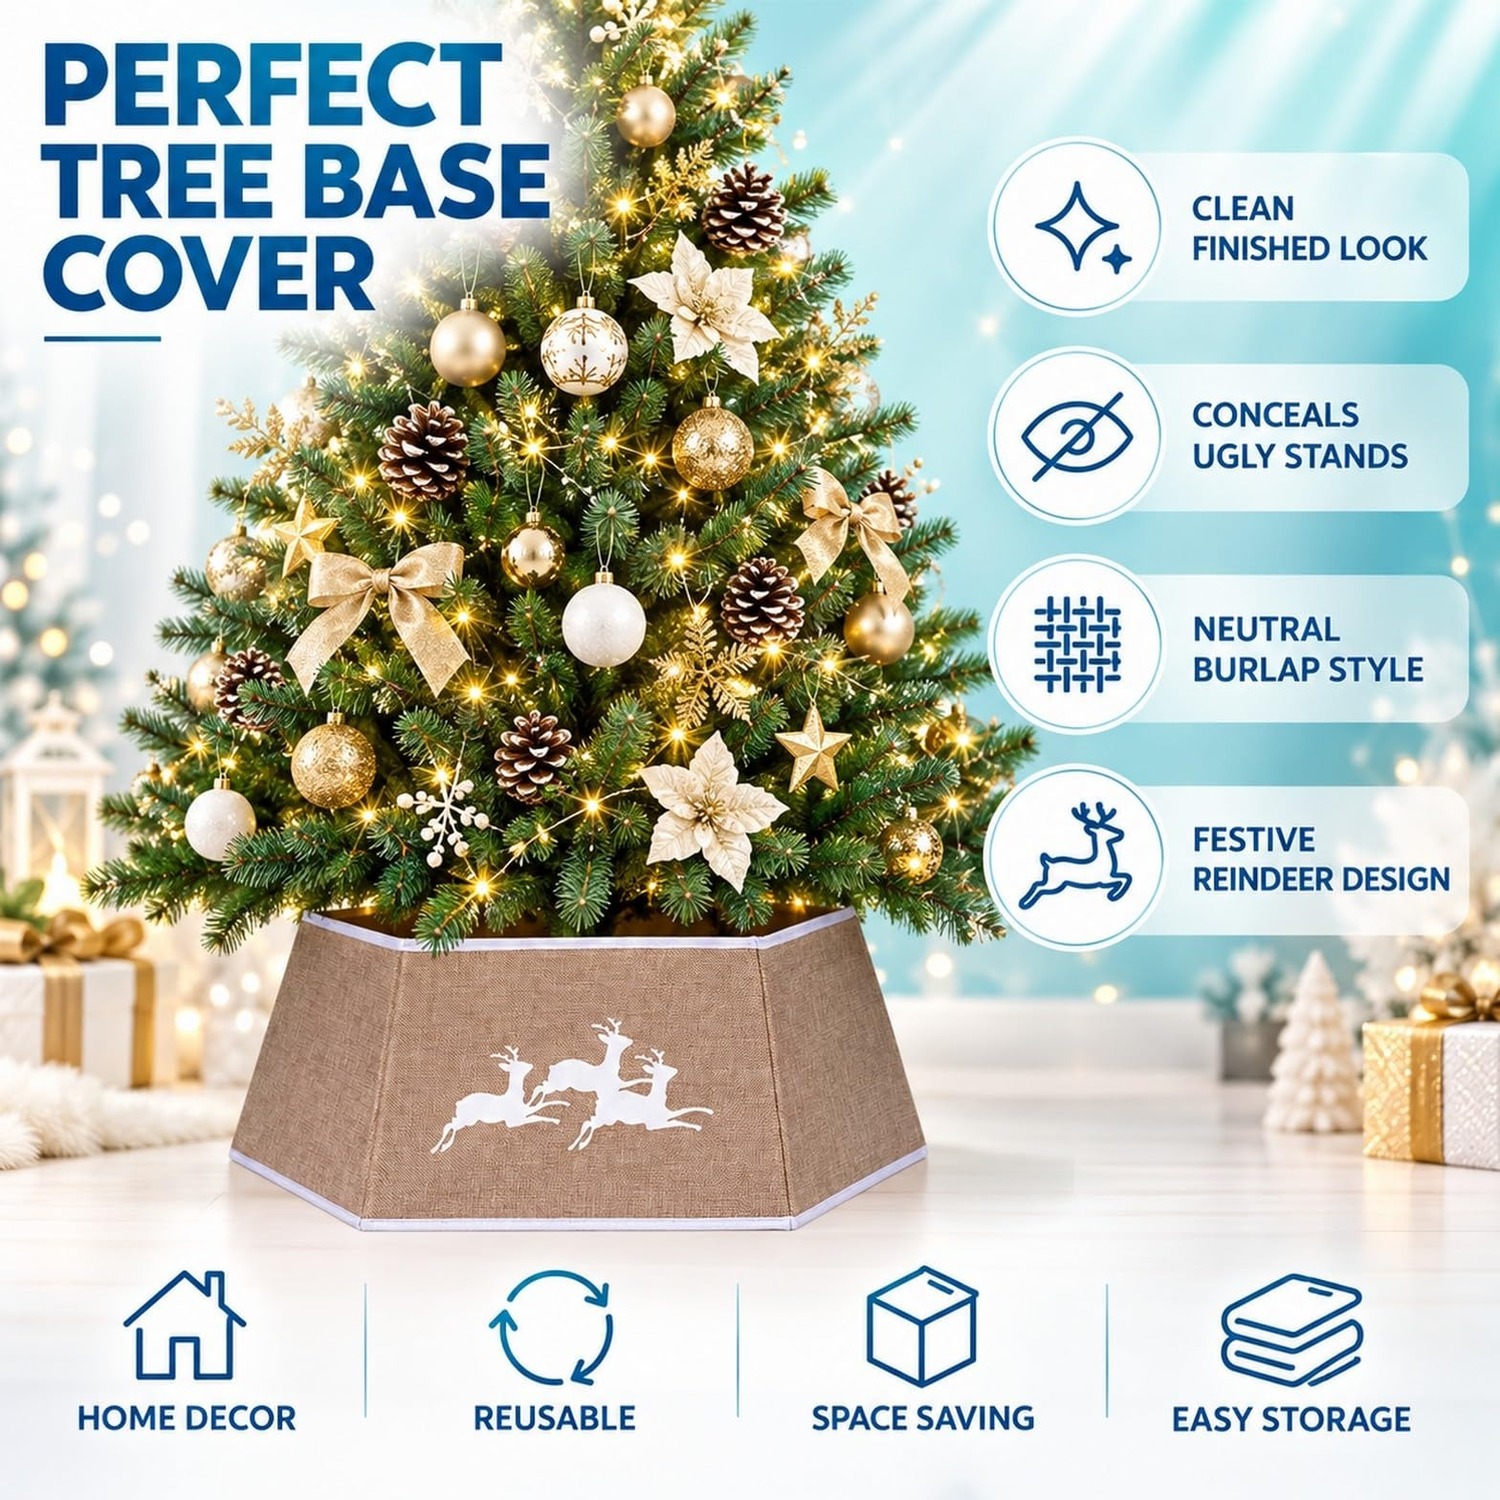 PERFECT
TREE BASE
COVER
CLEAN
FINISHED LOOK
CONCEALS
UGLY STANDS
NEUTRAL
BURLAP STYLE
FESTIVE
REINDEER DESIGN
HOME DECOR
REUSABLE
SPACE SAVING
EASY STORAGE